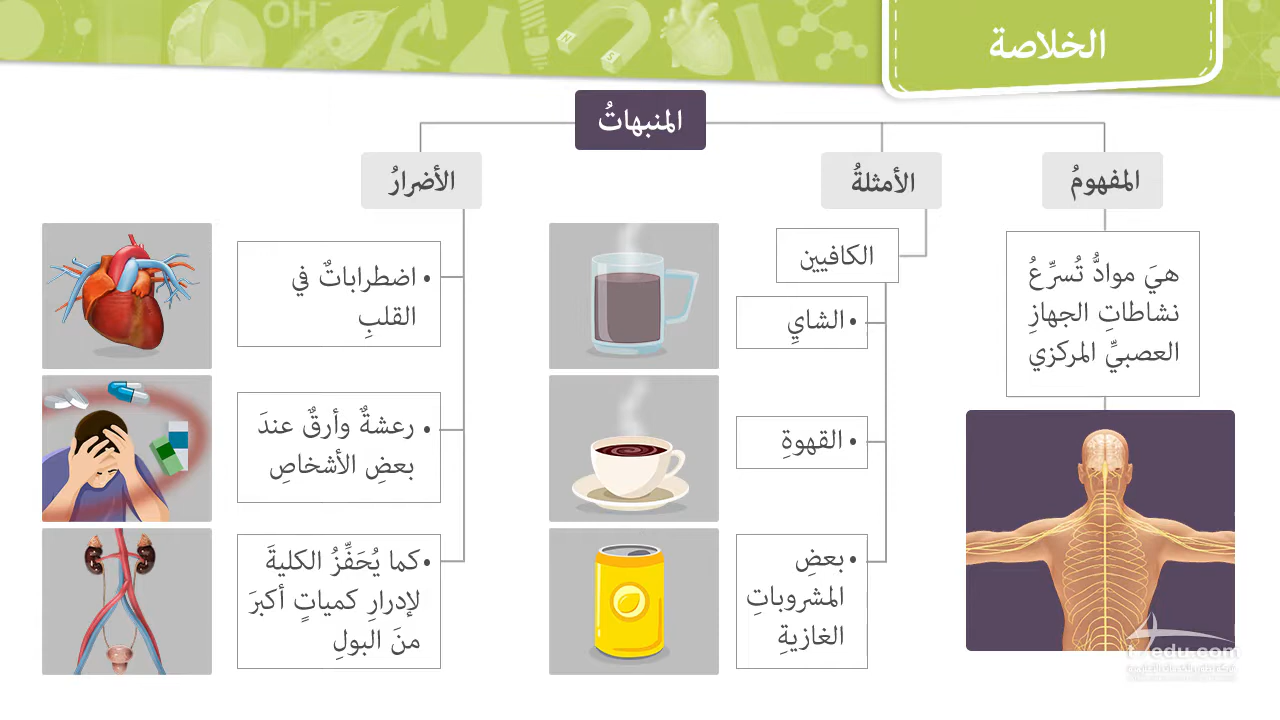 الخلاصة
المنبهاتُ
المفهومُ
هيَ موادُّ تُسرِّعُ
نشاطاتِ الجهازِ
العصبيِّ المركزي
الأمثلةُ
الكافيين
• الشايِ
• القهوةِ
• بعضِ
المشروباتِ
الغازيةِ
الأضرارُ
• اضطراباتٌ في
القلبِ
• رعشةٌ وأرقٌ عندَ
بعضِ الأشخاصِ
• كما يُحَفِّزُ الكليةَ
لإدرارِ كمياتٍ أكبرَ
منَ البولِ
OH⁻
N
S